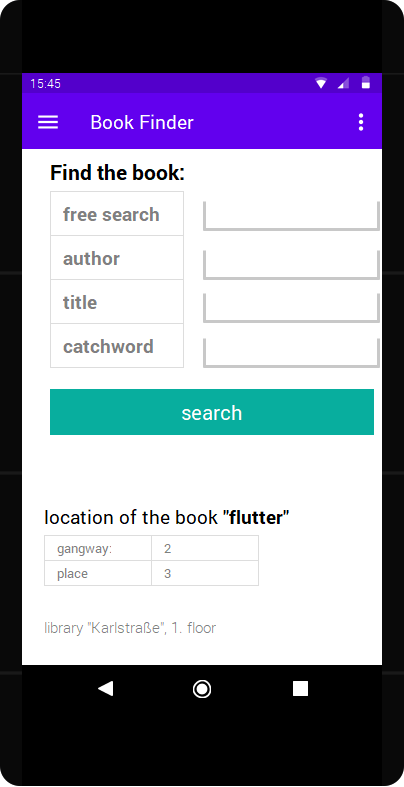 15:45
Book Finder
Find the book:
free search
author
title
catchword
search
location of the book "flutter"
gangway: 2
place 3
library "Karlstraße", 1. floor